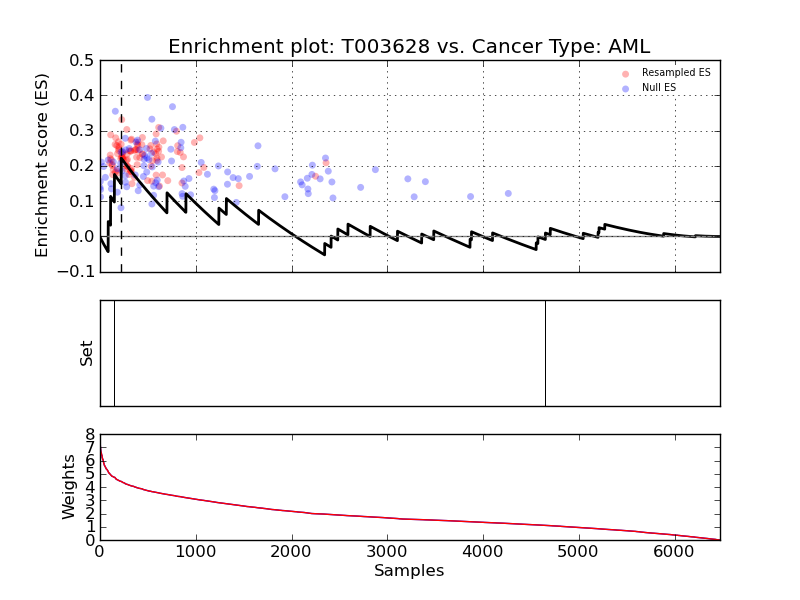 Enrichment plot: T003628 vs. Cancer Type: AML
Enrichment score (ES)
0.5
0.4
0.3
0.2
0.1
0.0
−0.1
Resampled ES
Null ES
Set
Weights
8
7
6
5
4
3
2
1
0
0 1000 2000 3000 4000 5000 6000
Samples